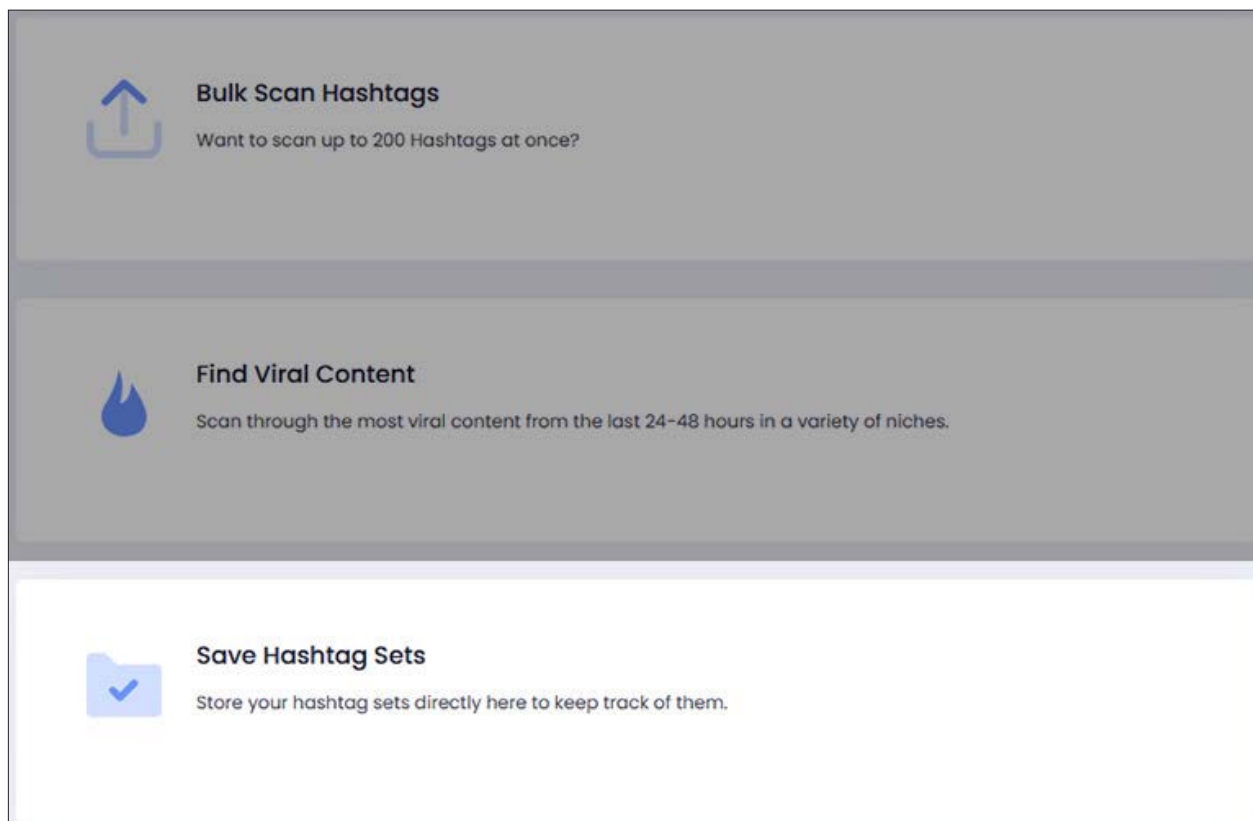 Bulk Scan Hashtags
Want to scan up to 200 Hashtags at once?
Find Viral Content
Scan through the most viral content from the last 24-48 hours in a variety of niches.
Save Hashtag Sets
Store your hashtag sets directly here to keep track of them.